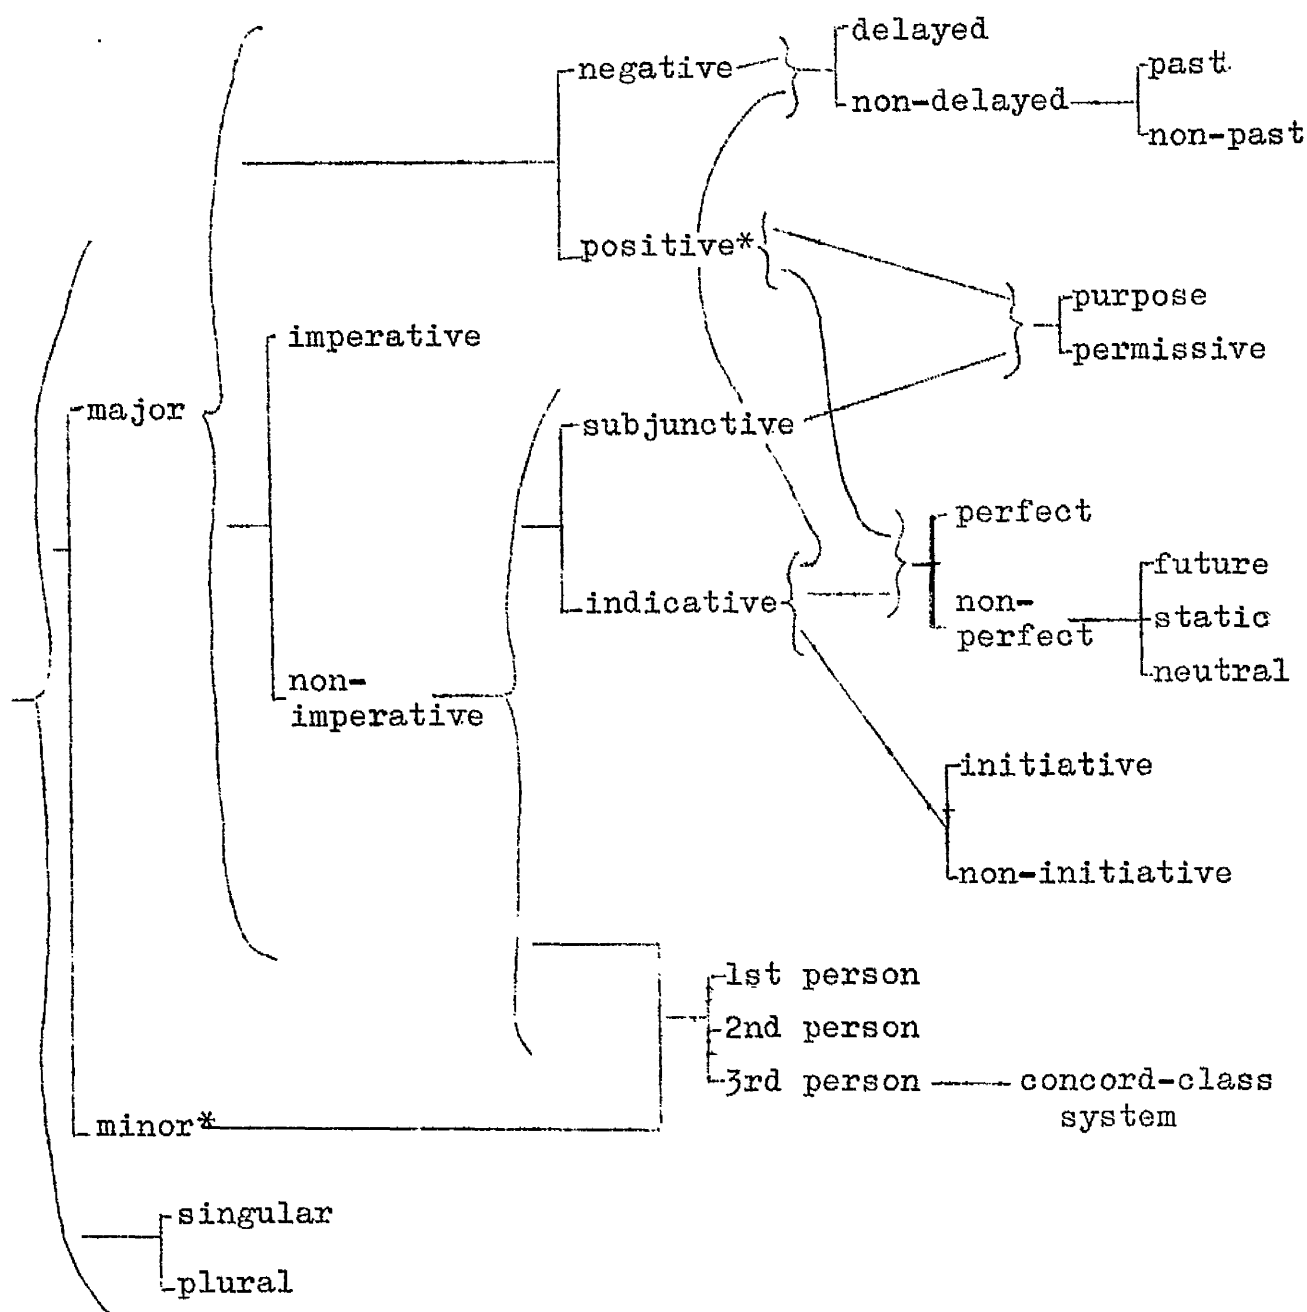 delayed
negative
past
non-delayed
non-past
positive*
purpose
imperative
permissive
major
subjunctive
perfect
future
indicative
non-
perfect
static
neutral
non-
imperative
initiative
non-initiative
1st person
2nd person
3rd person
concord-class
system
minor*
singular
plural